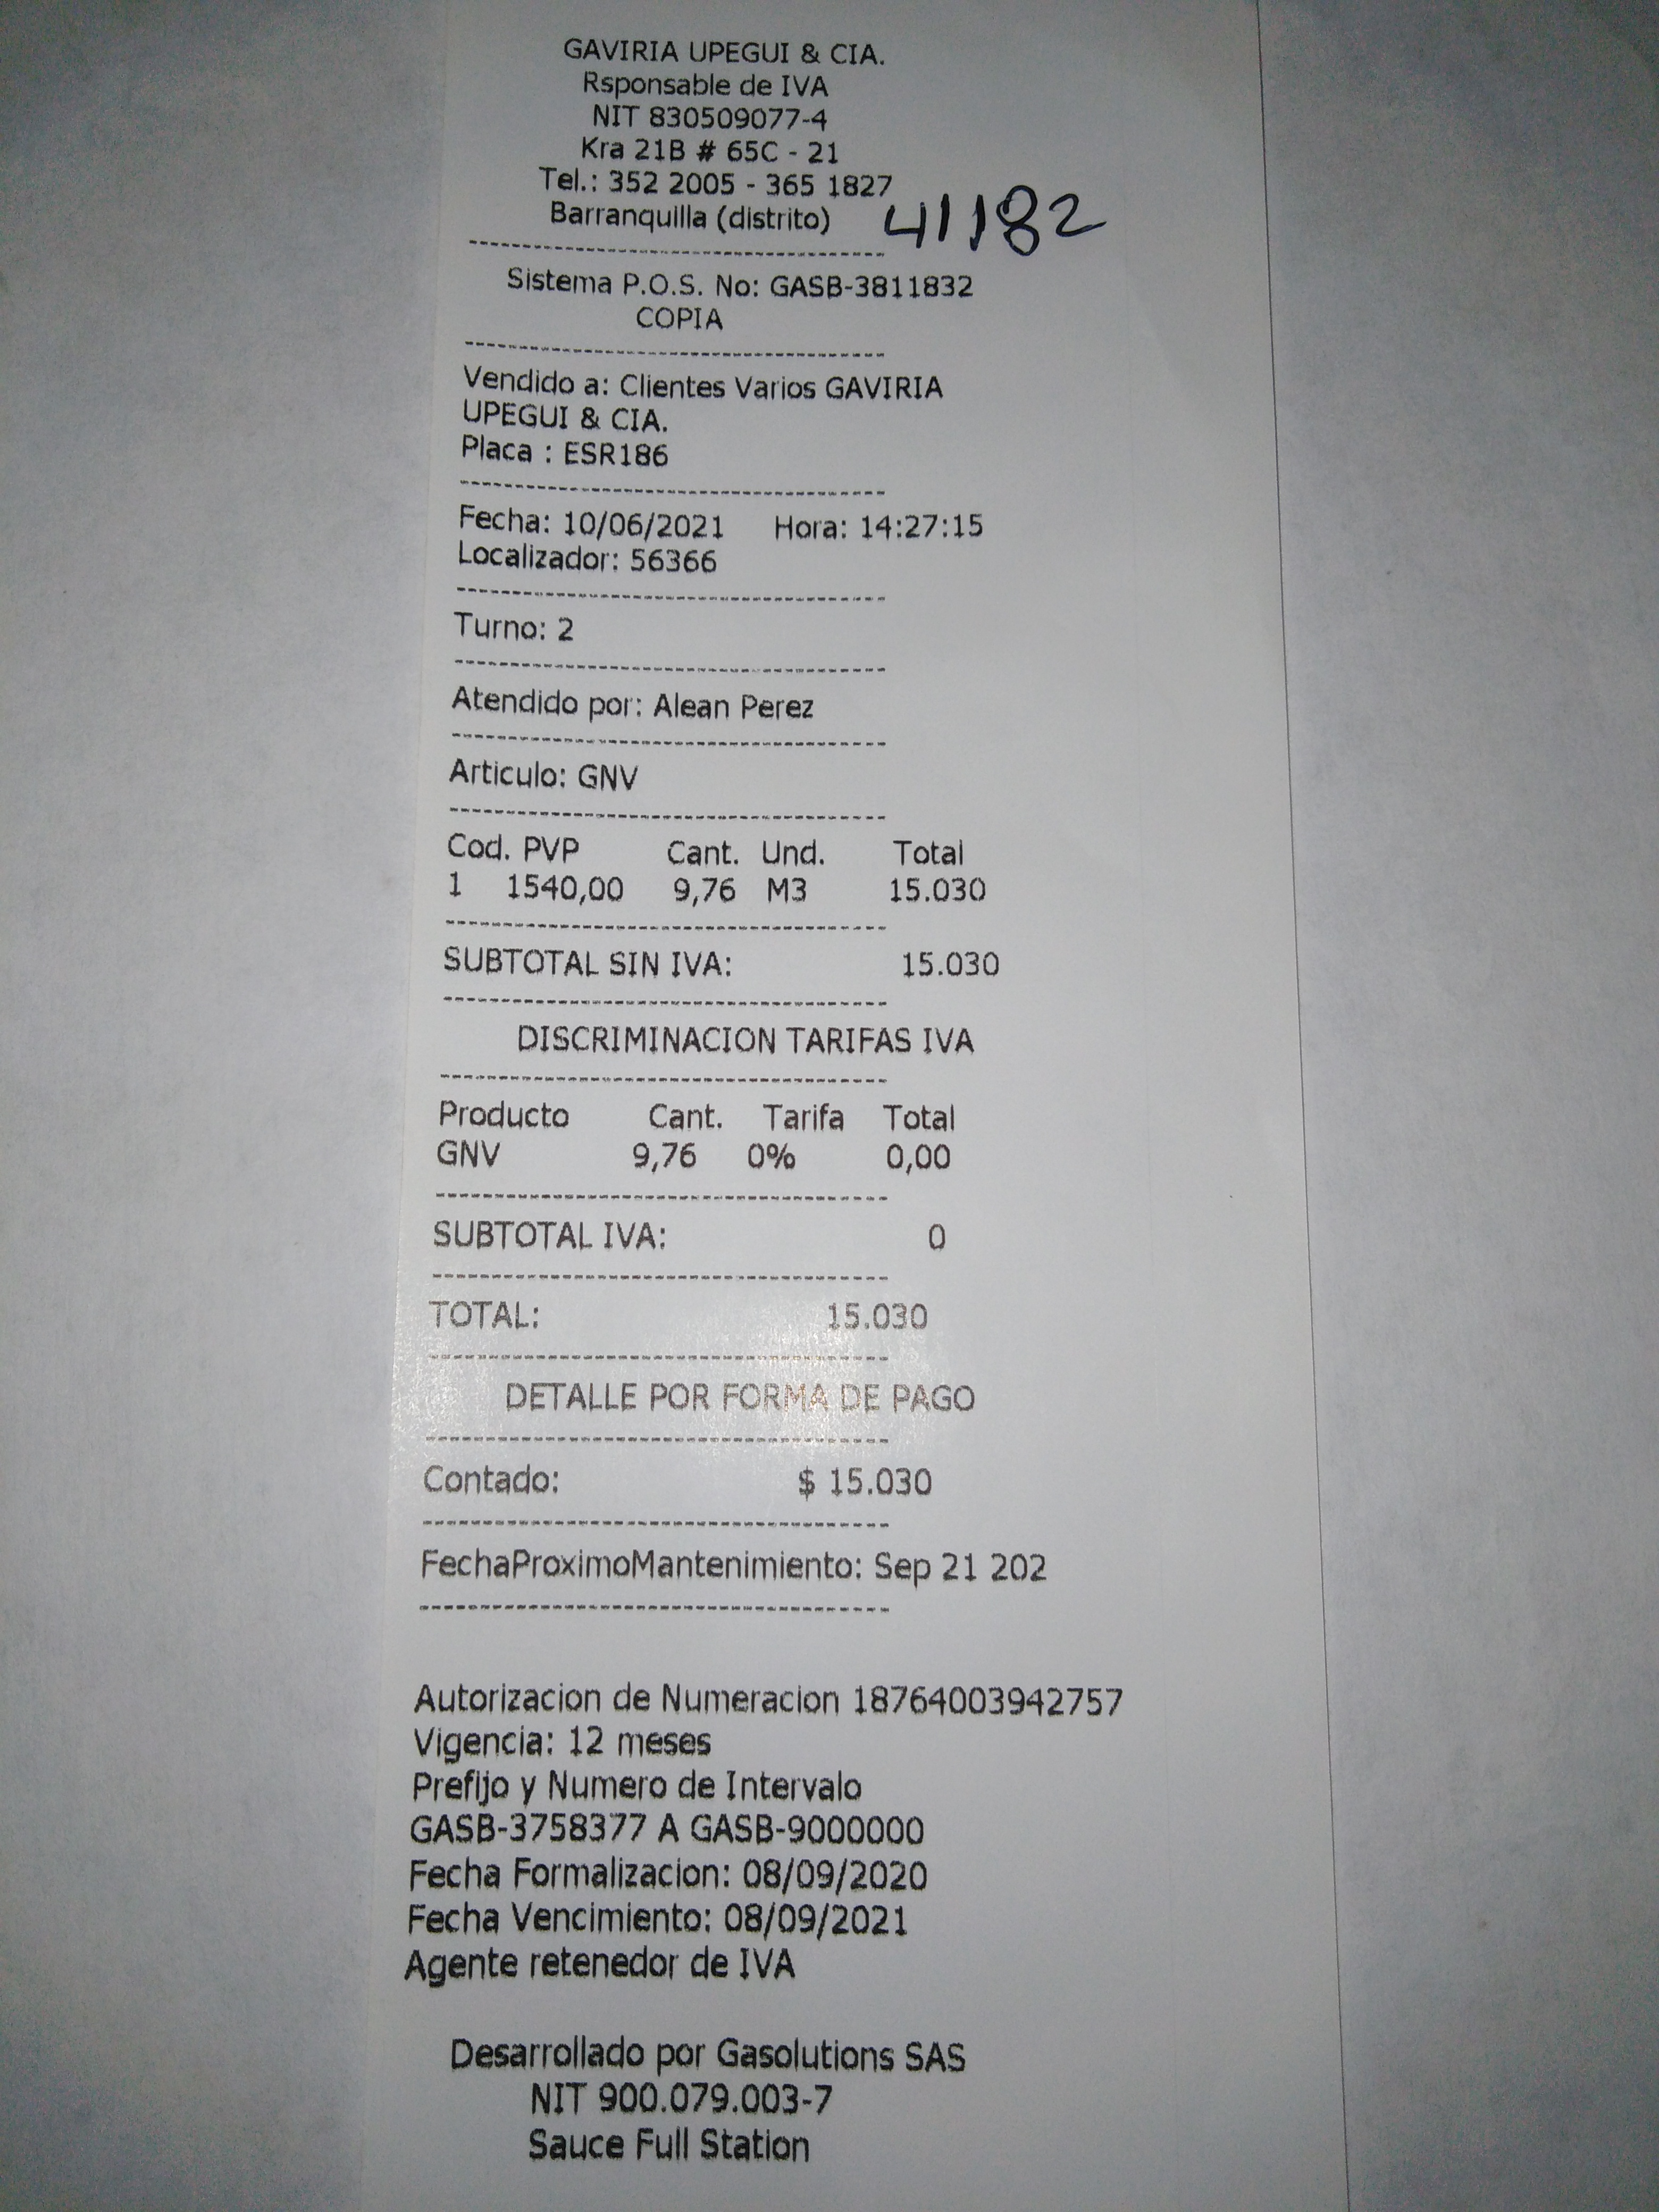 GAVIRIA UPEGUI & CIA.
Rsponsable de IVA
NIT 830509077-4
Kra 21B # 65C - 21
Tel.: 352 2005 - 365 1827
Barranquilla (distrito) 41182
Sistema P.O.S. No: GASB-3811832
COPIA
Vendido a: Clientes Varios GAVIRIA
UPEGUI & CIA.
Placa : ESR186
Fecha: 10/06/2021 Hora: 14:27:15
Localizador: 56366
Turno: 2
Atendido por: Alean Perez
Articulo: GNV
Cod. PVP Cant. Und. Total
1 1540,00 9,76 M3 15.030
SUBTOTAL SIN IVA: 15.030
DISCRIMINACION TARIFAS IVA
Producto Cant. Tarifa Total
GNV 9,76 0% 0,00
SUBTOTAL IVA: 0
TOTAL: 15.030
DETALLE POR FORMA DE PAGO
Contado: $ 15.030
FechaProximoMantenimiento: Sep 21 202
Autorizacion de Numeracion 18764003942757
Vigencia: 12 meses
Prefijo y Numero de Intervalo
GASB-3758377 A GASB-9000000
Fecha Formalizacion: 08/09/2020
Fecha Vencimiento: 08/09/2021
Agente retenedor de IVA
Desarrollado por Gasolutions SAS
NIT 900.079.003-7
Sauce Full Station